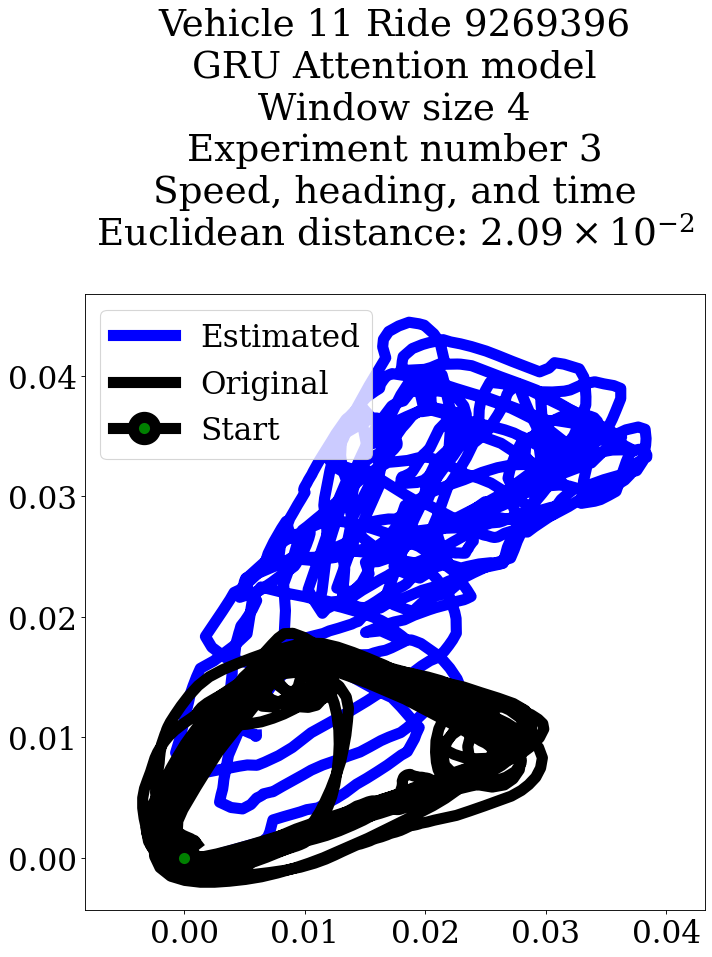 Vehicle 11 Ride 9269396
GRU Attention model
Window size 4
Experiment number 3
Speed, heading, and time
Euclidean distance: 2.09 × 10⁻²
Estimated
Original
Start
0.04
0.03
0.02
0.01
0.00
0.00 0.01 0.02 0.03 0.04